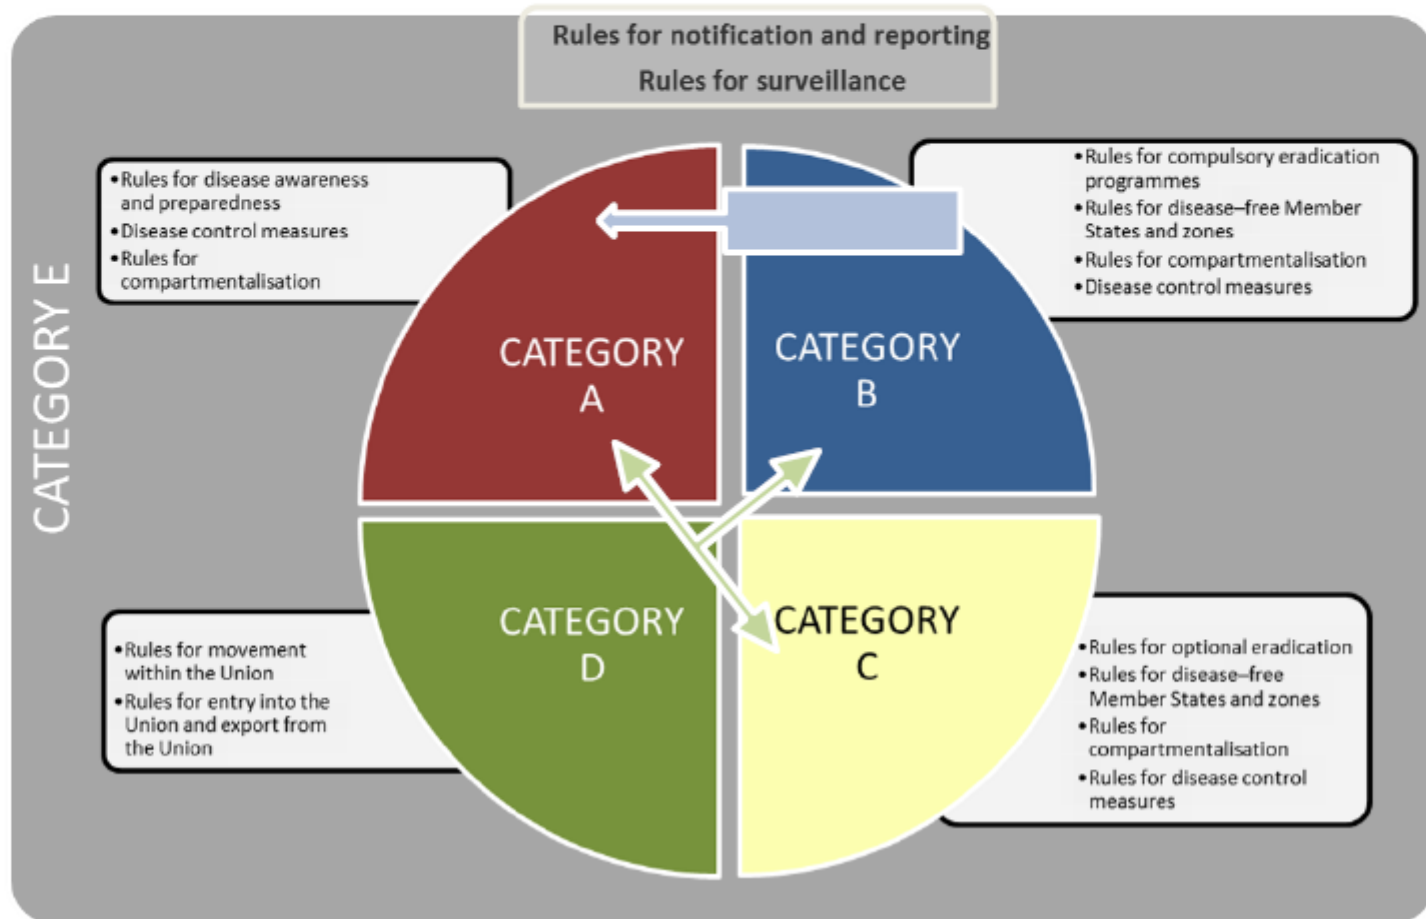 Rules for notification and reporting
Rules for surveillance
CATEGORY E
•Rules for disease awareness
and preparedness
•Disease control measures
•Rules for
compartmentalisation
•Rules for compulsory eradication
programmes
•Rules for disease–free Member
States and zones
•Rules for compartmentalisation
•Disease control measures
CATEGORY
A
CATEGORY
B
CATEGORY
D
CATEGORY
C
•Rules for movement
within the Union
•Rules for entry into the
Union and export from
the Union
•Rules for optional eradication
•Rules for disease–free
Member States and zones
•Rules for
compartmentalisation
•Rules for disease control
measures